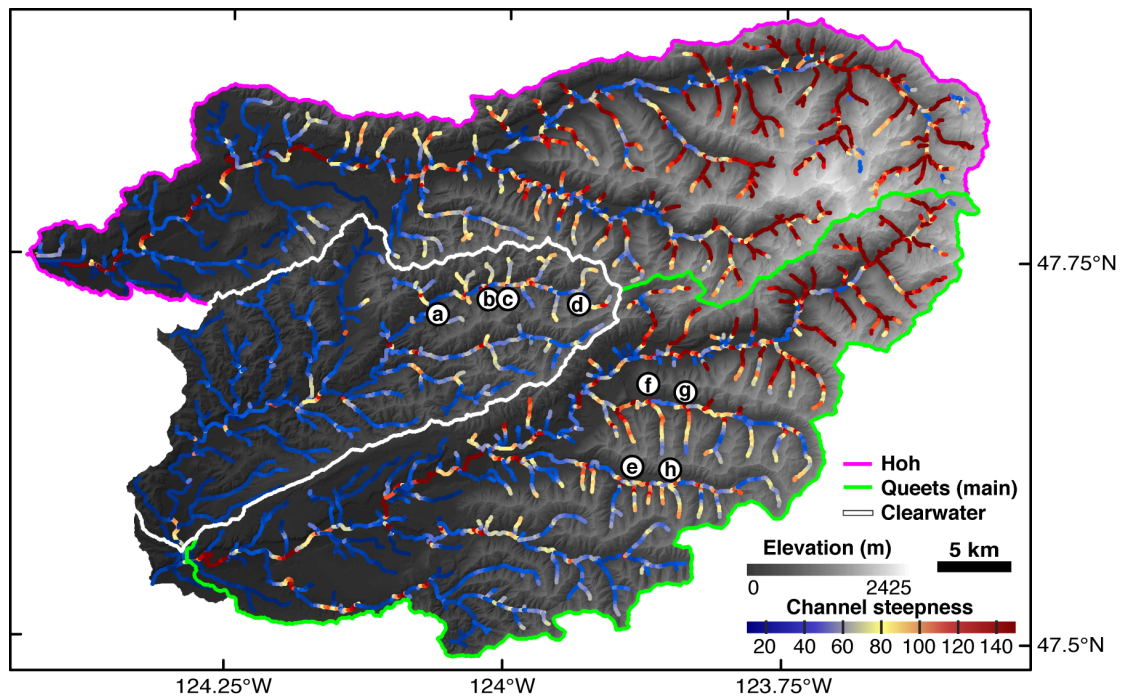 47.75°N
a
b
c
d
f
g
e
h
Hoh
Queets (main)
Clearwater
Elevation (m)
5 km
0
2425
Channel steepness
20 40 60 80 100 120 140
47.5°N
124.25°W
124°W
123.75°W